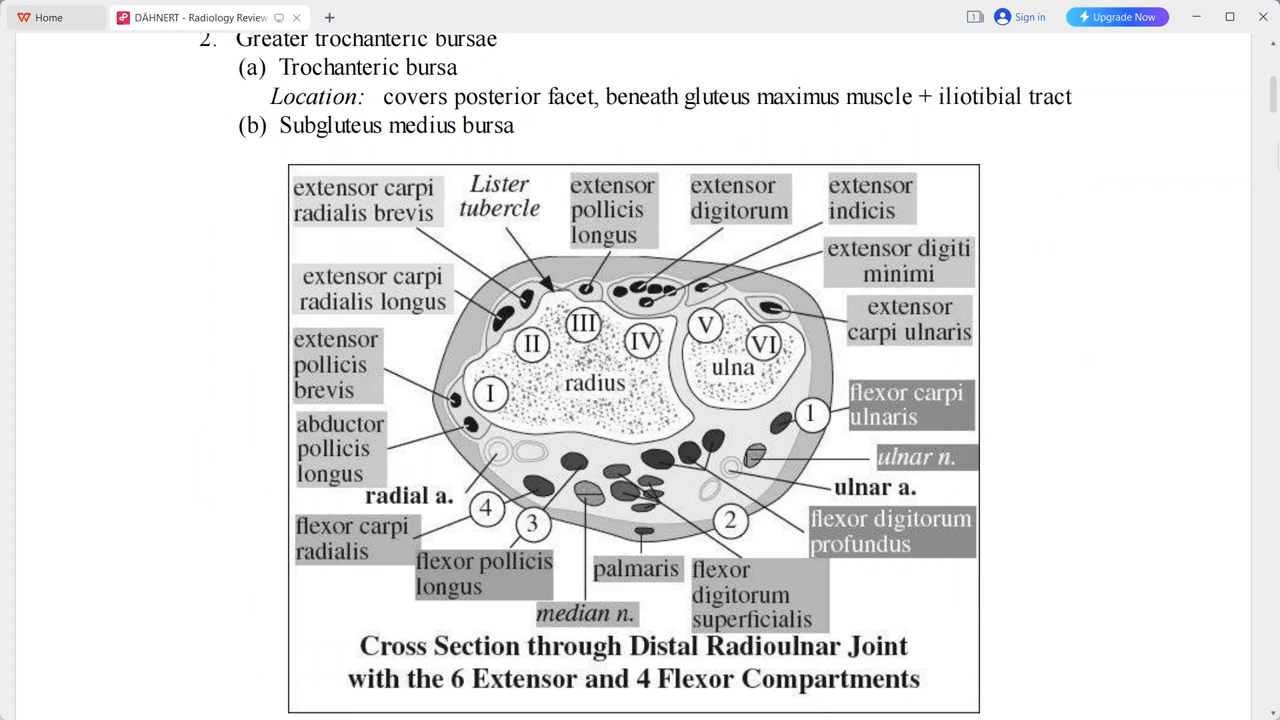 Home
DÄHNERT - Radiology Review
1
Sign in
Upgrade Now
2. Greater trochanteric bursae
(a) Trochanteric bursa
Location: covers posterior facet, beneath gluteus maximus muscle + iliotibial tract
(b) Subgluteus medius bursa
extensor carpi
radialis brevis
Lister
tubercle
extensor
pollicis
longus
extensor
digitorum
extensor
indicis
extensor digiti
minimi
extensor carpi
radialis longus
extensor
carpi ulnaris
extensor
pollicis
brevis
I
II
III
IV
V
VI
radius
ulna
abductor
pollicis
longus
1
flexor carpi
ulnaris
ulnar n.
radial a.
ulnar a.
4
3
2
flexor carpi
radialis
flexor digitorum
profundus
flexor pollicis
longus
palmaris
flexor
digitorum
superficialis
median n.
Cross Section through Distal Radioulnar Joint
with the 6 Extensor and 4 Flexor Compartments